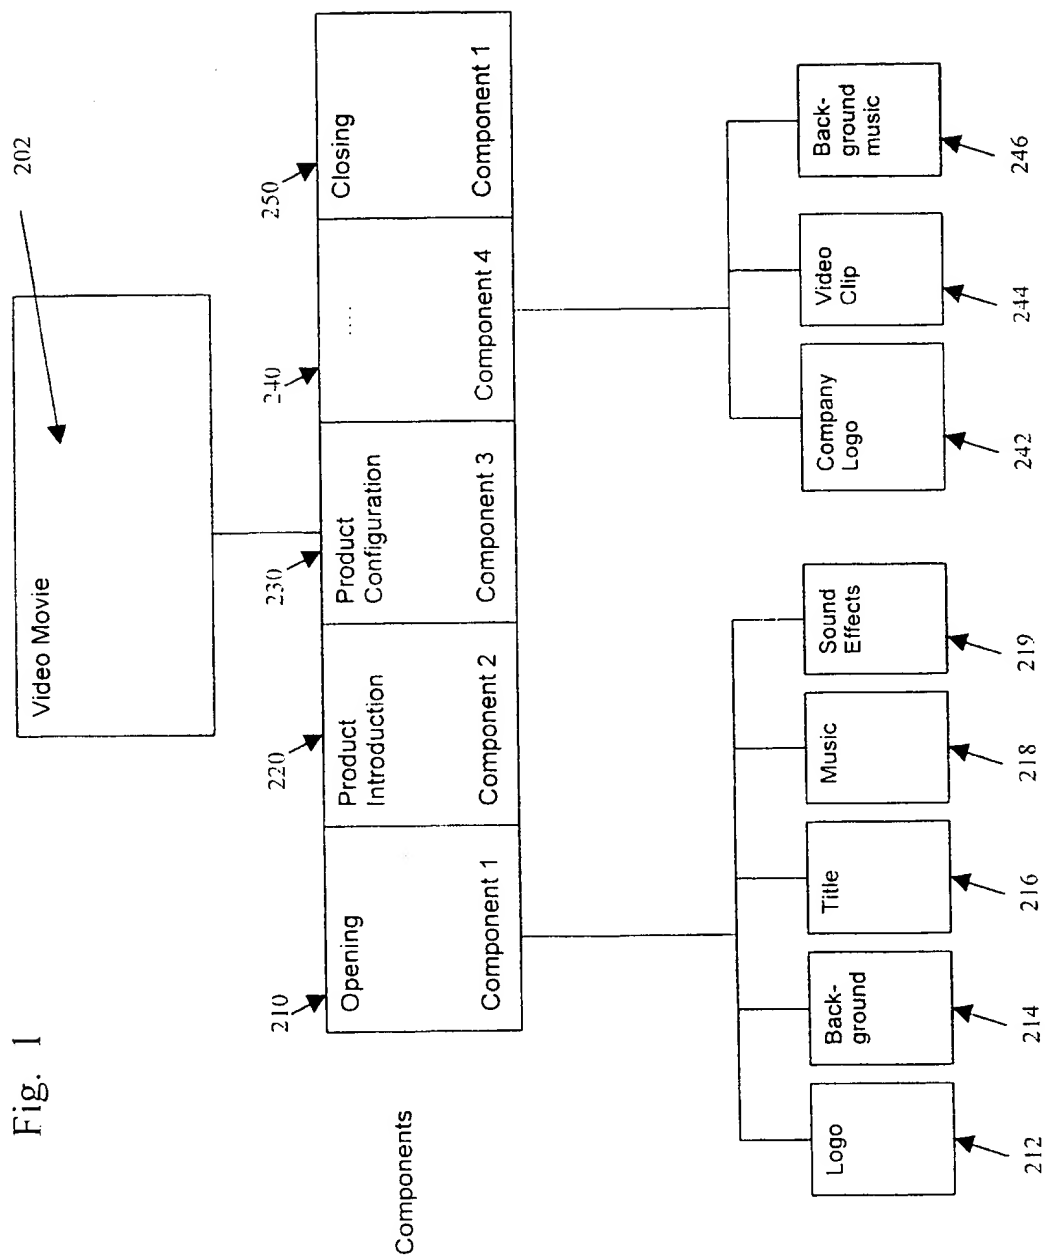 Fig. 1
Video Movie
202
Components
210
220
230
240
250
Opening
Component 1
Product
Introduction
Component 2
Product
Configuration
Component 3
....
Component 4
Closing
Component 1
Logo
Back-
ground
Title
Music
Sound
Effects
Company
Logo
Video
Clip
Back-
ground
music
212
214
216
218
219
242
244
246